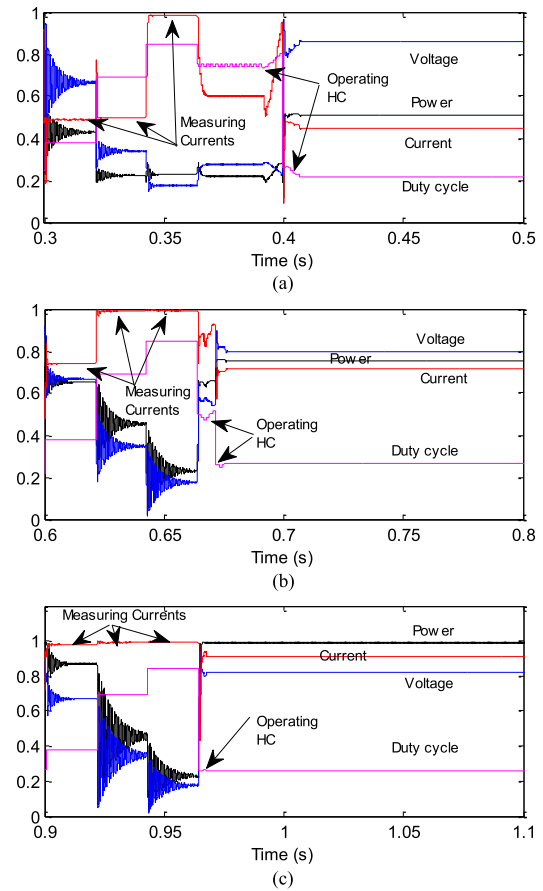 1
0.8
0.6
0.4
0.2
0
Voltage
Operating
HC
Measuring
Currents
Power
Current
Duty cycle
0.3 0.35 0.4 0.45 0.5
Time (s)
(a)
1
0.8
0.6
0.4
0.2
0
Voltage
Power
Current
Measuring
Currents
Operating
HC
Duty cycle
0.6 0.65 0.7 0.75 0.8
Time (s)
(b)
1
0.8
0.6
0.4
0.2
0
Measuring Currents
Power
Current
Voltage
Operating
HC
Duty cycle
0.9 0.95 1 1.05 1.1
Time (s)
(c)